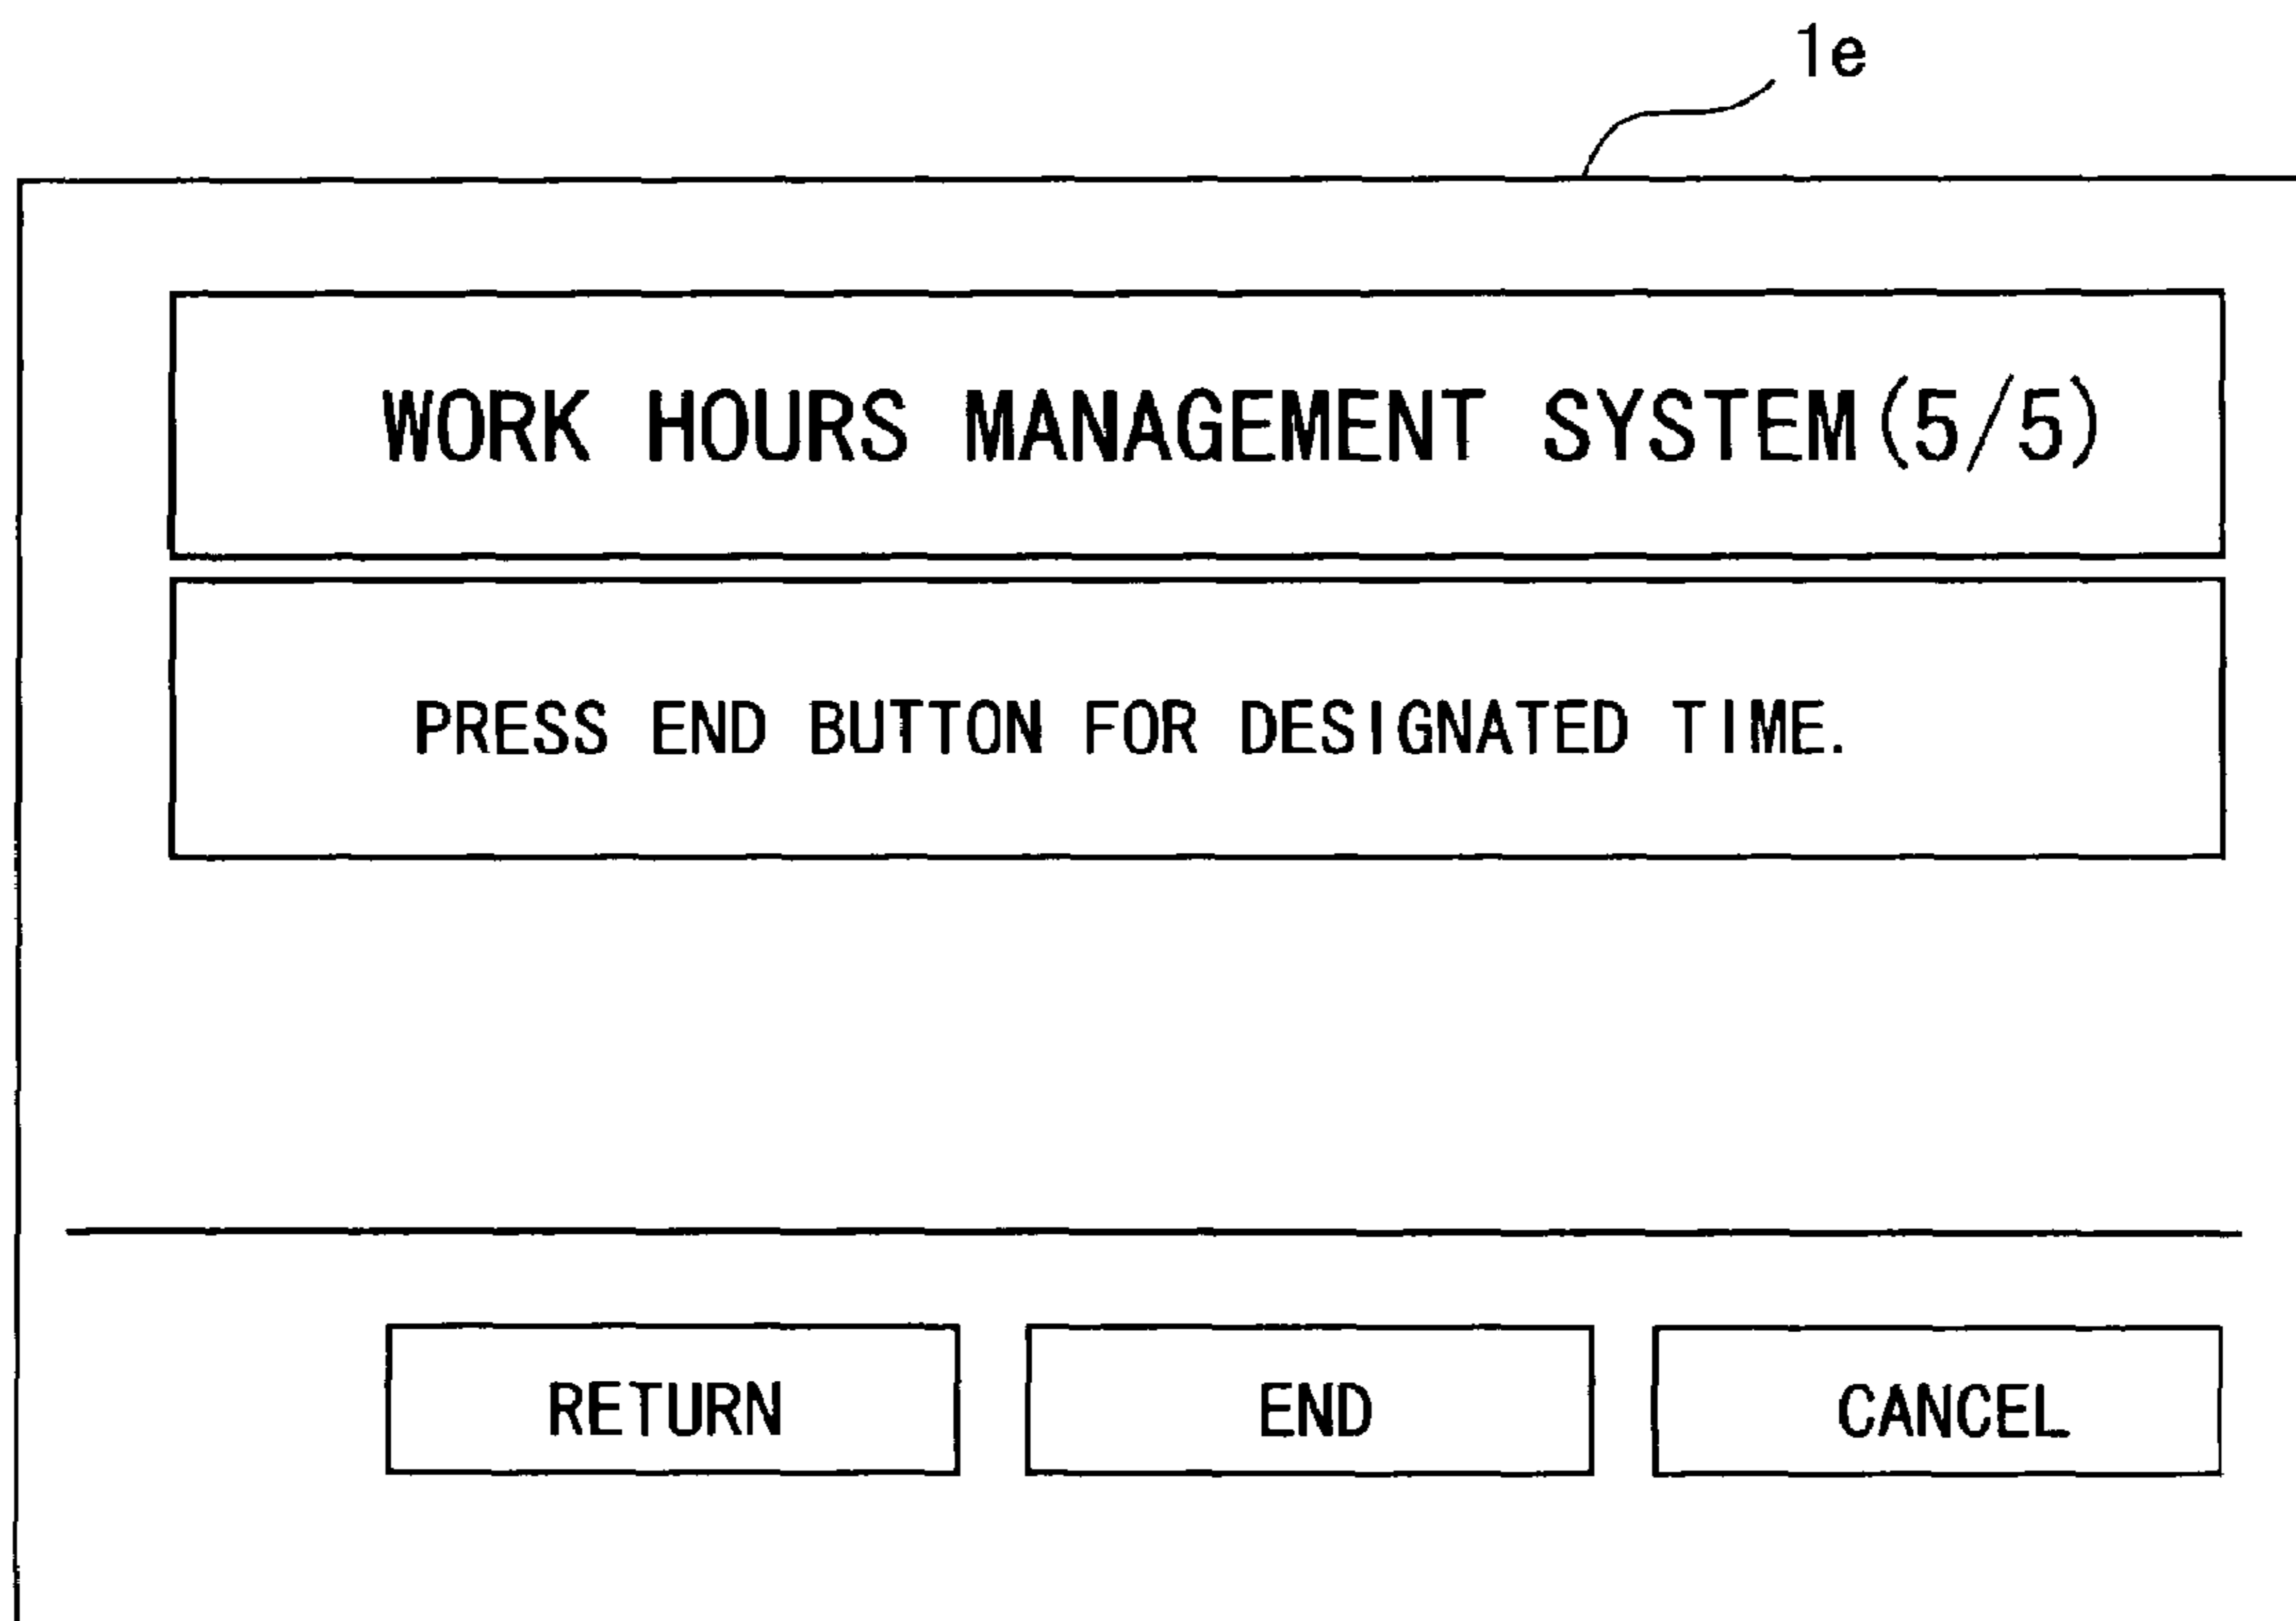 1e
WORK HOURS MANAGEMENT SYSTEM(5/5)
PRESS END BUTTON FOR DESIGNATED TIME.
RETURN END CANCEL